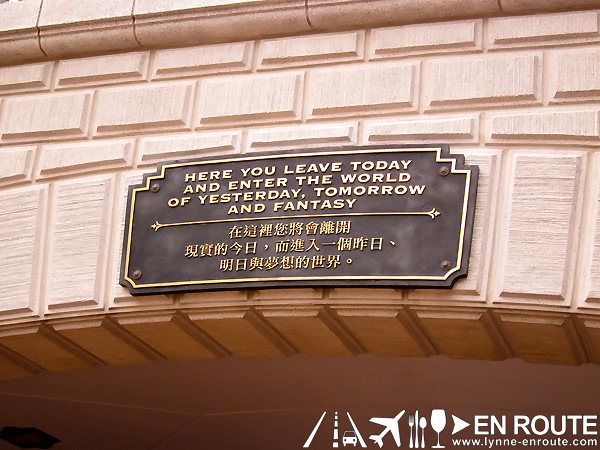 HERE YOU LEAVE TODAY
AND ENTER THE WORLD
OF YESTERDAY, TOMORROW
AND FANTASY
在這裡您將會離開
現實的今日，而進入一個昨日、
明日與夢想的世界。
EN ROUTE
www.lynne-enroute.com/